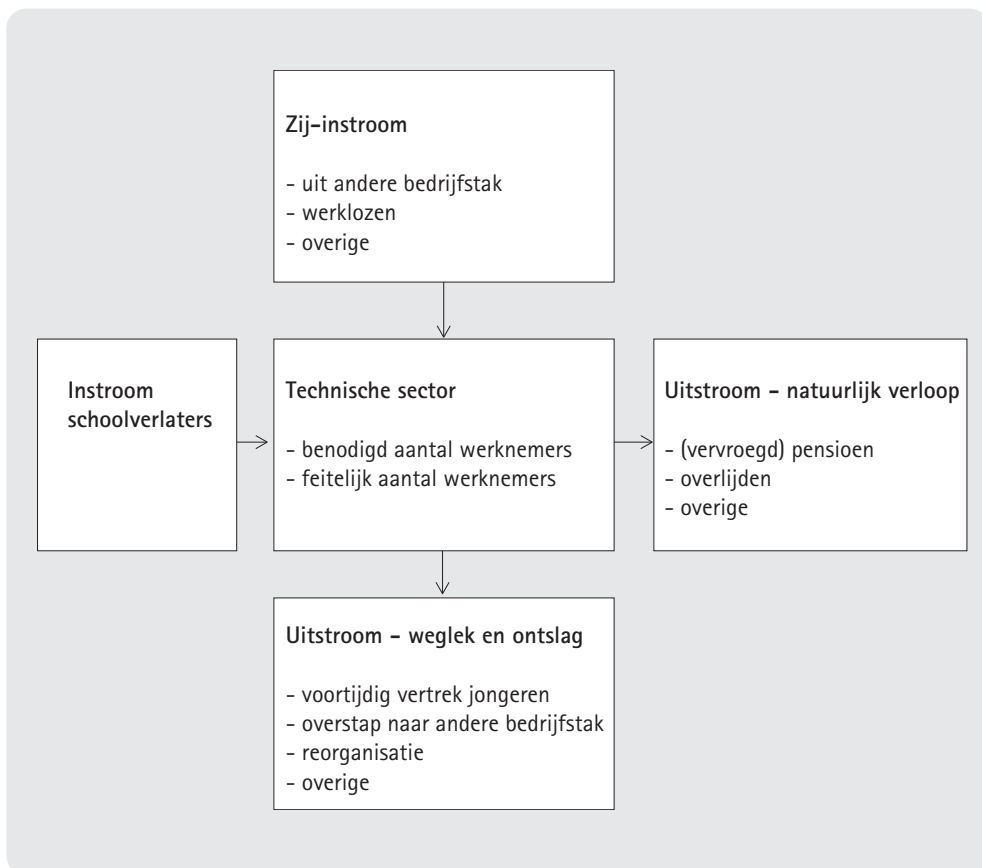 Zij-instroom
- uit andere bedrijfstak
- werklozen
- overige
Instroom
schoolverlaters
Technische sector
- benodigd aantal werknemers
- feitelijk aantal werknemers
Uitstroom - natuurlijk verloop
- (vervroegd) pensioen
- overlijden
- overige
Uitstroom - weglek en ontslag
- voortijdig vertrek jongeren
- overstap naar andere bedrijfstak
- reorganisatie
- overige